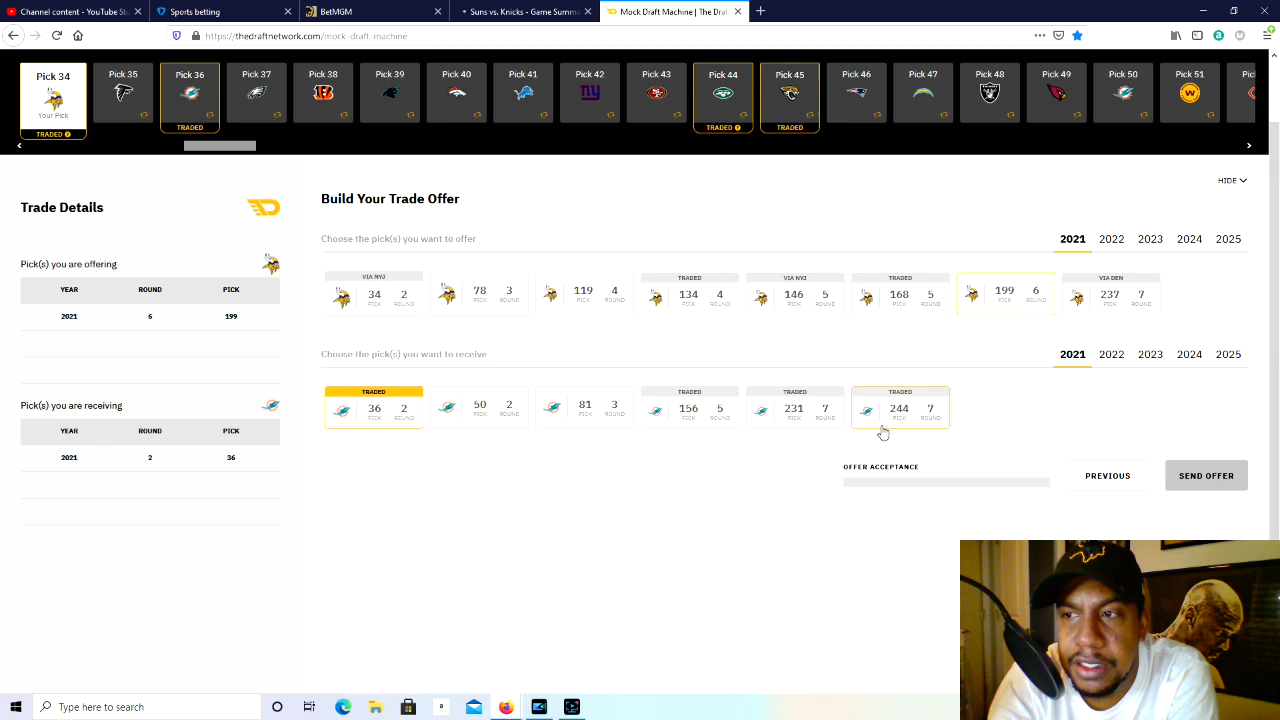 Channel content - YouTube Stu
Sports betting
BetMGM
Suns vs. Knicks - Game Summa
Mock Draft Machine | The Draf
https://thedraftnetwork.com/mock-draft-machine
Pick 34
Your Pick
TRADED
Pick 35
Pick 36
TRADED
Pick 37
Pick 38
Pick 39
Pick 40
Pick 41
Pick 42
Pick 43
Pick 44
TRADED
Pick 45
TRADED
Pick 46
Pick 47
Pick 48
Pick 49
Pick 50
Pick 51
Pic
HIDE
Trade Details
Pick(s) you are offering
YEAR ROUND PICK
2021 6 199
Pick(s) you are receiving
YEAR ROUND PICK
2021 2 36
Build Your Trade Offer
Choose the pick(s) you want to offer
2021 2022 2023 2024 2025
VIA NYJ
34 2
PICK ROUND
78 3
PICK ROUND
119 4
PICK ROUND
TRADED
134 4
PICK ROUND
VIA NYJ
146 5
PICK ROUND
TRADED
168 5
PICK ROUND
199 6
PICK ROUND
VIA DEN
237 7
PICK ROUND
Choose the pick(s) you want to receive
2021 2022 2023 2024 2025
TRADED
36 2
PICK ROUND
50 2
PICK ROUND
81 3
PICK ROUND
TRADED
156 5
PICK ROUND
TRADED
231 7
PICK ROUND
TRADED
244 7
PICK ROUND
OFFER ACCEPTANCE
PREVIOUS
SEND OFFER
Type here to search